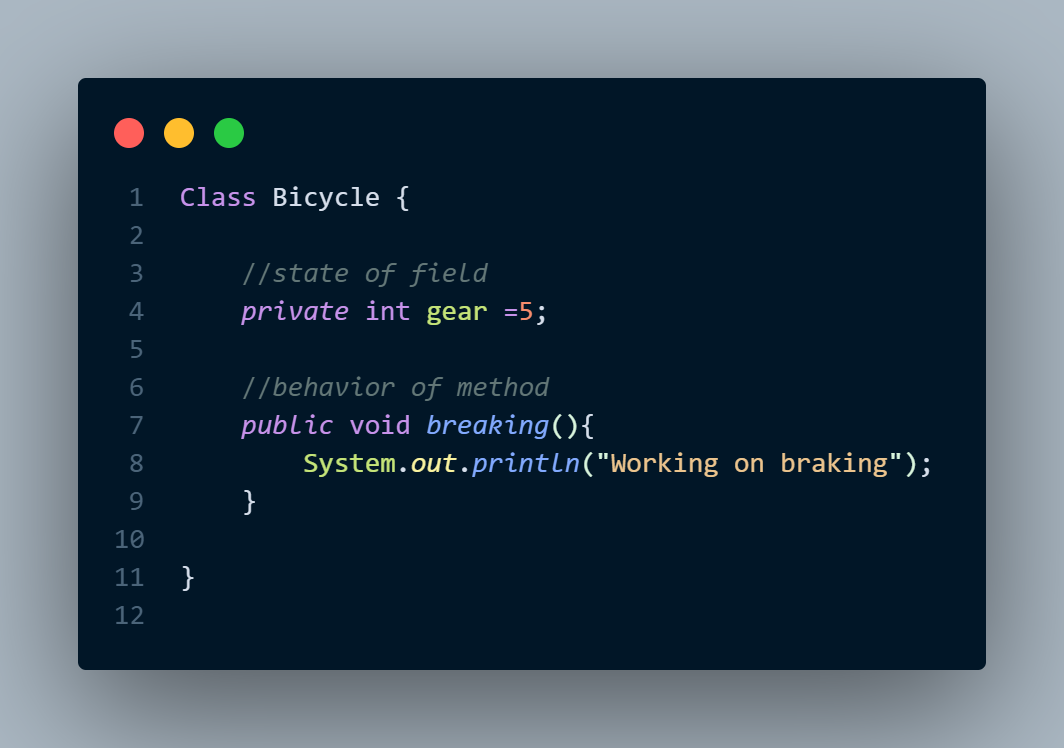 1 Class Bicycle {
2
3 //state of field
4 private int gear =5;
5
6 //behavior of method
7 public void breaking(){
8 System.out.println("Working on braking");
9 }
10
11 }
12